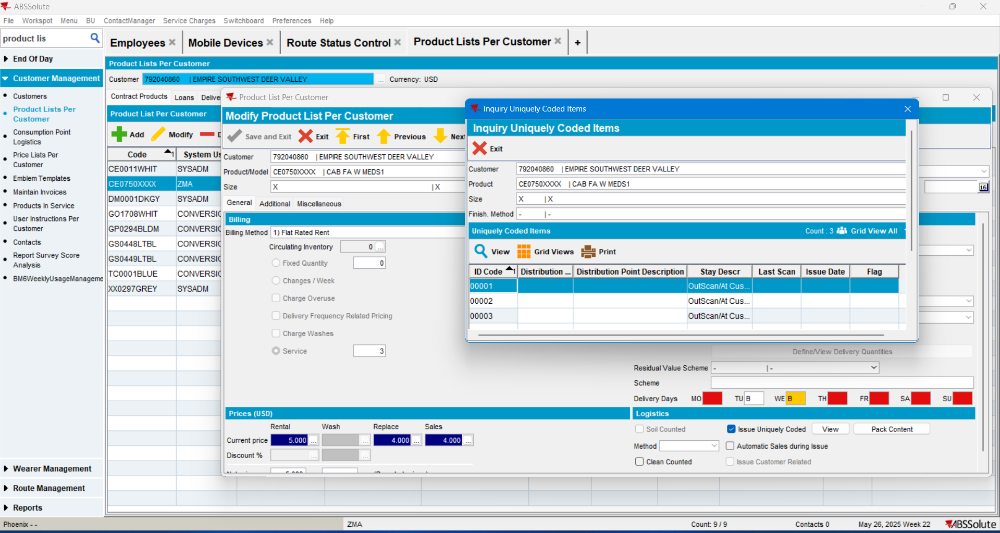 ABSSolute
File Workspot Menu BU ContactManager Service Charges Switchboard Preferences Help
product lis
Employees Mobile Devices Route Status Control Product Lists Per Customer +
End Of Day
Customer Management
Customers
Product Lists Per
Customer
Consumption Point
Logistics
Price Lists Per
Customer
Emblem Templates
Maintain Invoices
Products In Service
User Instructions Per
Customer
Contacts
Report Survey Score
Analysis
BM6WeeklyUsageManageme
Wearer Management
Route Management
Reports
Product Lists Per Customer
Customer 792040860 | EMPIRE SOUTHWEST DEER VALLEY ... Currency: USD
Contract Products Loans Delive
Product List Per Customer
Add Modify D
Code 1 System Us
CE0011WHIT SYSADM
CE0750XXXX ZMA
DM0001DKGY SYSADM
GO1708WHIT CONVERSIO
GP0294BLDM CONVERSIO
GS0448LTBL CONVERSIO
GS0449LTBL CONVERSIO
TC0001BLUE CONVERSIO
XX0297GREY SYSADM
Product List Per Customer
Modify Product List Per Customer
Save and Exit Exit First Previous Next
Customer 792040860 | EMPIRE SOUTHWEST DEER VALLEY
Product/Model CE0750XXXX | CAB FA W MEDS1
Size X | X
16
General Additional Miscellaneous
Billing
Billing Method 1) Flat Rated Rent
Circulating Inventory 0 ...
Fixed Quantity 0
Changes / Week
Charge Overuse
Delivery Frequency Related Pricing
Charge Washes
Service 3
Define/View Delivery Quantities
Residual Value Scheme - | -
Scheme
Delivery Days MO TU B WE B TH FR SA SU
Prices (USD)
Rental Wash Replace Sales
Current price 5.000 ... ... 4.000 ... 4.000 ...
Discount % ... ...
Logistics
Soil Counted Issue Uniquely Coded View Pack Content
Method Automatic Sales during Issue
Clean Counted Issue Customer Related
Inquiry Uniquely Coded Items
Inquiry Uniquely Coded Items
Exit
Customer 792040860 | EMPIRE SOUTHWEST DEER VALLEY
Product CE0750XXXX | CAB FA W MEDS1
Size X | X
Finish. Method - | -
Uniquely Coded Items Count : 3 Grid View All
View Grid Views Print
ID Code 1 Distribution ... Distribution Point Description Stay Descr Last Scan Issue Date Flag
00001 OutScan/At Cus...
00002 OutScan/At Cus...
00003 OutScan/At Cus...
Phoenix - - ZMA Count: 9 / 9 Contacts 0 May 26, 2025 Week 22 ABSSolute